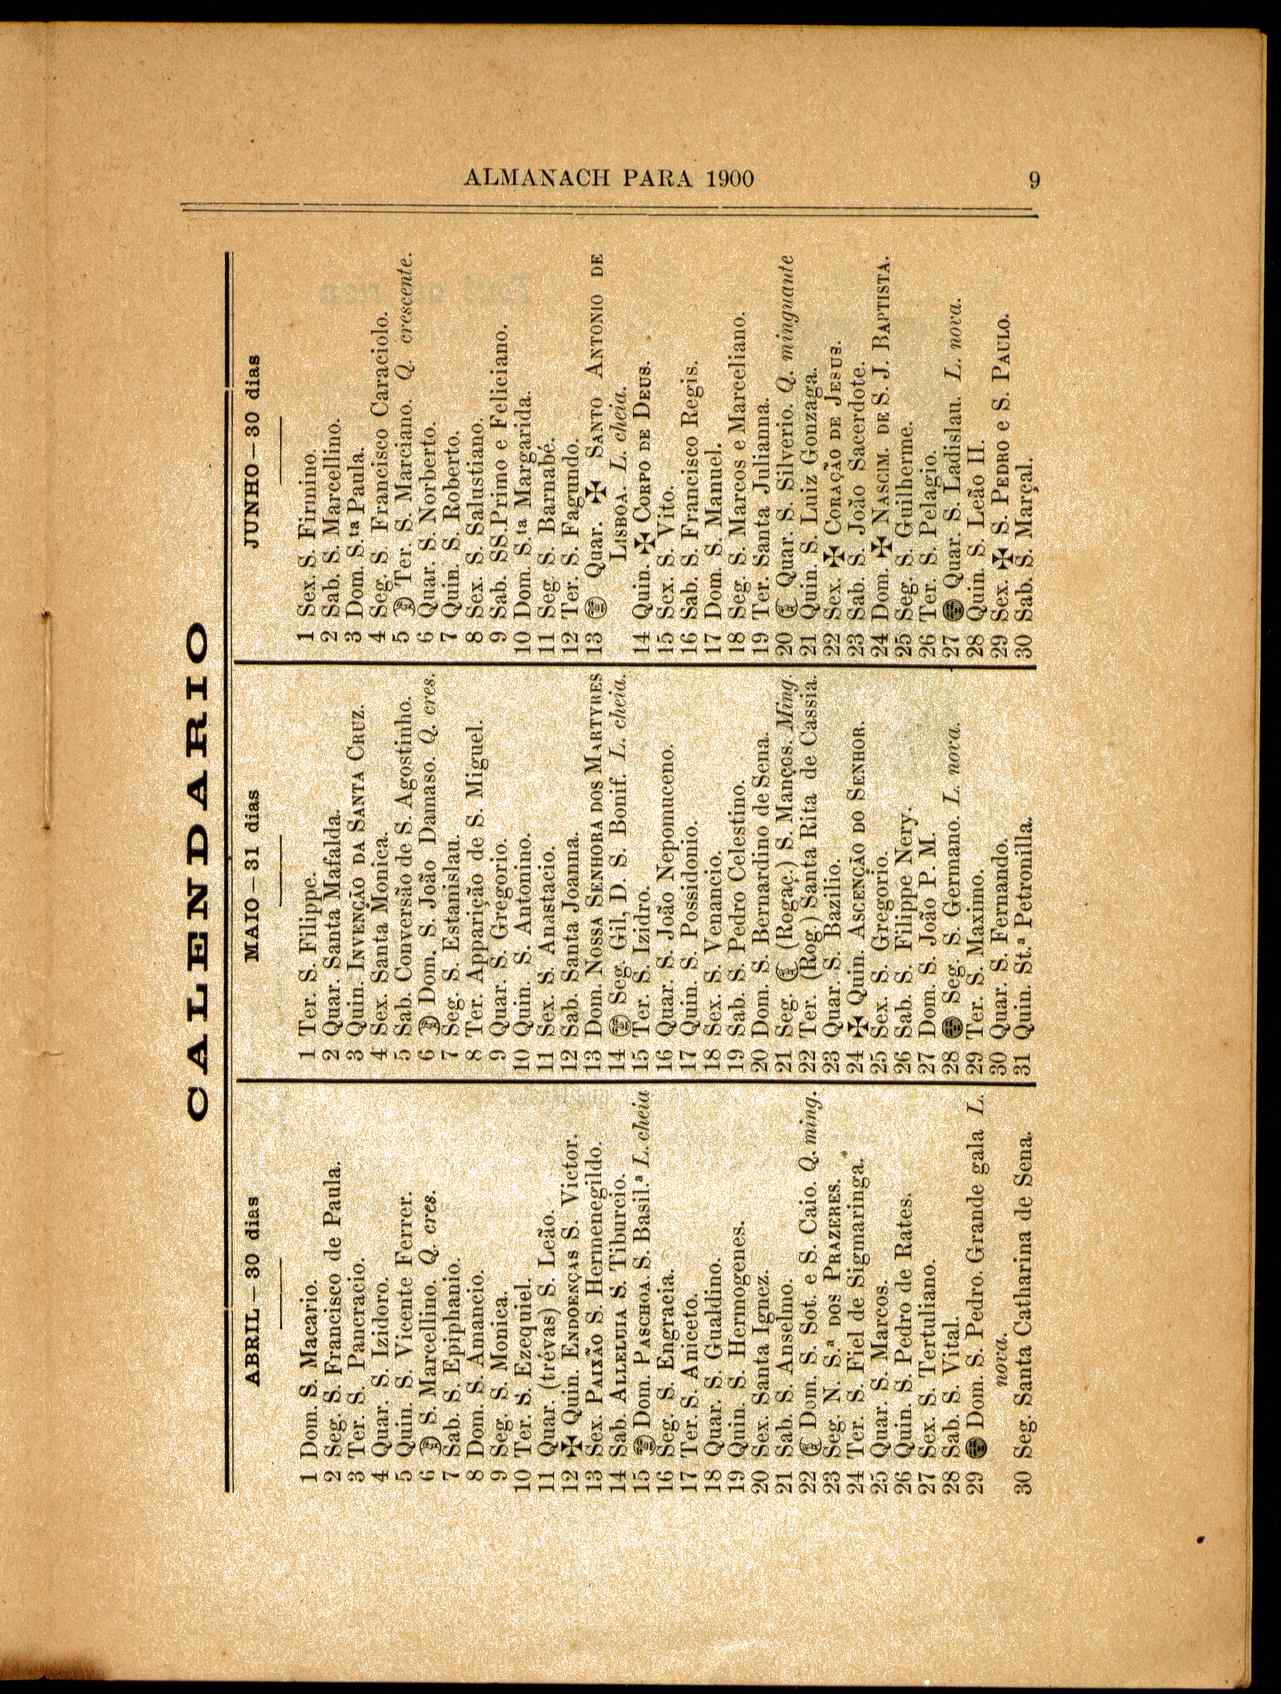 ALMANACH PARA 1900 9
CALENDARIO
ABRIL – 30 dias
1 Dom. S. Macario.
2 Seg. S. Francisco de Paula.
3 Ter. S. Pancracio.
4 Quar. S. Izidoro.
5 Quin. S. Vicente Ferrer.
6 S. Marcellino. Q. cres.
7 Sab. S. Epiphanio.
8 Dom. S. Amancio.
9 Seg. S. Monica.
10 Ter. S. Ezequiel.
11 Quar. (trévas) S. Leão.
12 ✠ Quin. ENDOENÇAS S. Victor.
13 Sex. PAIXÃO S. Hermenegildo.
14 Sab. ALLELUIA S. Tiburcio.
15 Dom. PASCHOA S. Basil.ª L. cheia
16 Seg. S. Engracia.
17 Ter. S. Aniceto.
18 Quar. S. Gualdino.
19 Quin. S. Hermogenes.
20 Sex. Santa Ignez.
21 Sab. S. Anselmo.
22 Dom. S. Sot. e S. Caio. Q. ming.
23 Seg. N. S.ª DOS PRAZERES.
24 Ter. S. Fiel de Sigmaringa.
25 Quar. S. Marcos.
26 Quin. S. Pedro de Rates.
27 Sex. S. Tertuliano.
28 Sab. S. Vital.
29 Dom. S. Pedro. Grande gala L.
nova.
30 Seg. Santa Catharina de Sena.
MAIO – 31 dias
1 Ter. S. Filippe.
2 Quar. Santa Mafalda.
3 Quin. INVENÇÃO DA SANTA CRUZ.
4 Sex. Santa Monica.
5 Sab. Conversão de S. Agostinho.
6 Dom. S. João Damaso. Q. cres.
7 Seg. S. Estanislau.
8 Ter. Apparição de S. Miguel.
9 Quar. S. Gregorio.
10 Quin. S. Antonino.
11 Sex. S. Anastacio.
12 Sab. Santa Joanna.
13 Dom. NOSSA SENHORA DOS MARTYRES
14 Seg. Gil, D. S. Bonif. L. cheia.
15 Ter. S. Izidro.
16 Quar. S. João Nepomuceno.
17 Quin. S. Possidonio.
18 Sex. S. Venancio.
19 Sab. S. Pedro Celestino.
20 Dom. S. Bernardino de Sena.
21 Seg. (Rogaç.) S. Manços. Ming.
22 Ter. (Rog.) Santa Rita de Cassia.
23 Quar. S. Bazilio.
24 ✠ Quin. ASCENÇÃO DO SENHOR.
25 Sex. S. Gregorio.
26 Sab. S. Filippe Nery.
27 Dom. S. João P. M.
28 Seg. S. Germano. L. nova.
29 Ter. S. Maximo.
30 Quar. S. Fernando.
31 Quin. St.ª Petronilla.
JUNHO – 30 dias
1 Sex. S. Firmino.
2 Sab. S. Marcellino.
3 Dom. S.ta Paula.
4 Seg. S. Francisco Caraciolo.
5 Ter. S. Marciano. Q. crescente.
6 Quar. S. Norberto.
7 Quin. S. Roberto.
8 Sex. S. Salustiano.
9 Sab. SS. Primo e Feliciano.
10 Dom. S.ta Margarida.
11 Seg. S. Barnabé.
12 Ter. S. Fagundo.
13 Quar. ✠ SANTO ANTONIO DE
LISBOA. L. cheia.
14 Quin. ✠ CORPO DE DEUS.
15 Sex. S. Vito.
16 Sab. S. Francisco Regis.
17 Dom. S. Manuel.
18 Seg. S. Marcos e Marceliano.
19 Ter. Santa Julianna.
20 Quar. S. Silverio. Q. minguante
21 Quin. S. Luiz Gonzaga.
22 Sex. ✠ CORAÇÃO DE JESUS.
23 Sab. S. João Sacerdote.
24 Dom. ✠ NASCIM. DE S. J. BAPTISTA.
25 Seg. S. Guilherme.
26 Ter. S. Pelagio.
27 Quar. S. Ladislau. L. nova.
28 Quin. S. Leão II.
29 Sex. ✠ S. PEDRO e S. PAULO.
30 Sab. S. Marçal.